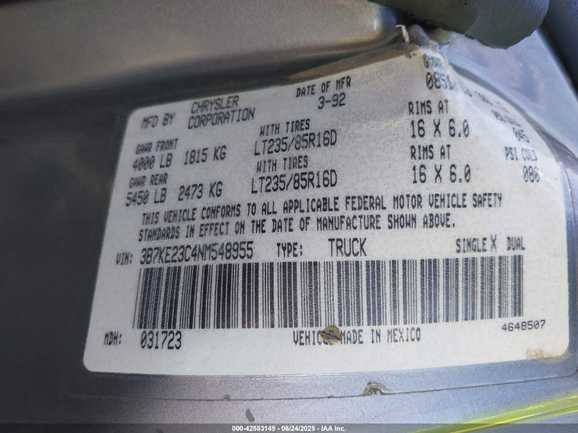 MFD BY CHRYSLER CORPORATION DATE OF MFR 3-92
GAWR FRONT WITH TIRES RIMS AT
4000 LB 1815 KG LT235/85R16D 16 X 6.0 045
GAWR REAR WITH TIRES RIMS AT PSI COLD
5450 LB 2473 KG LT235/85R16D 16 X 6.0 080
THIS VEHICLE CONFORMS TO ALL APPLICABLE FEDERAL MOTOR VEHICLE SAFETY
STANDARDS IN EFFECT ON THE DATE OF MANUFACTURE SHOWN ABOVE.
VIN: 3B7KE23C4NM548955 TYPE: TRUCK SINGLE X DUAL
MDH: 031723 VEHICLE MADE IN MEXICO 4648507
000-42583145 - 06/24/2025 - IAA Inc.